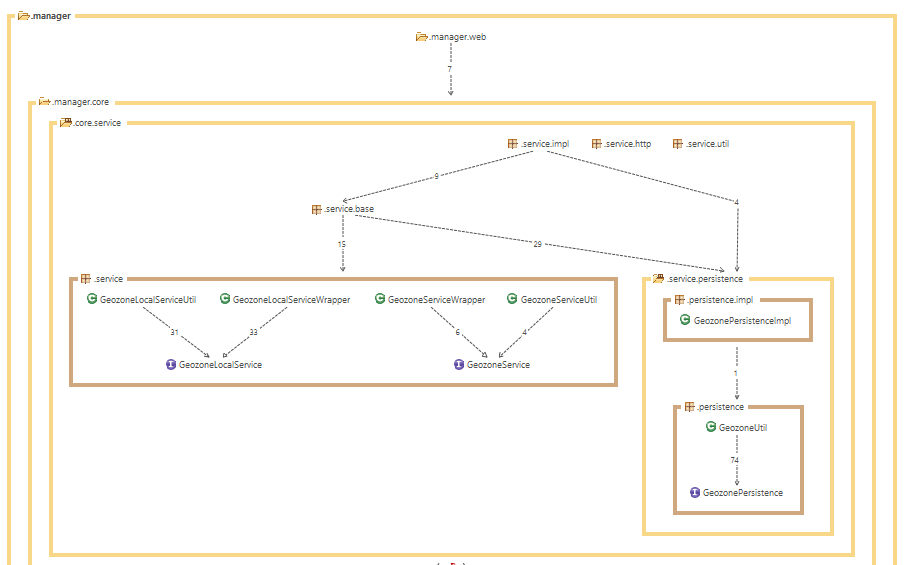 .manager
.manager.web
7
.manager.core
.core.service
.service.impl .service.http .service.util
9
4
.service.base
15
29
.service
.service.persistence
GeozoneLocalServiceUtil GeozoneLocalServiceWrapper GeozoneServiceWrapper GeozoneServiceUtil
.persistence.impl
GeozonePersistenceImpl
31 33 6 4
GeozoneLocalService GeozoneService
1
.persistence
GeozoneUtil
74
GeozonePersistence